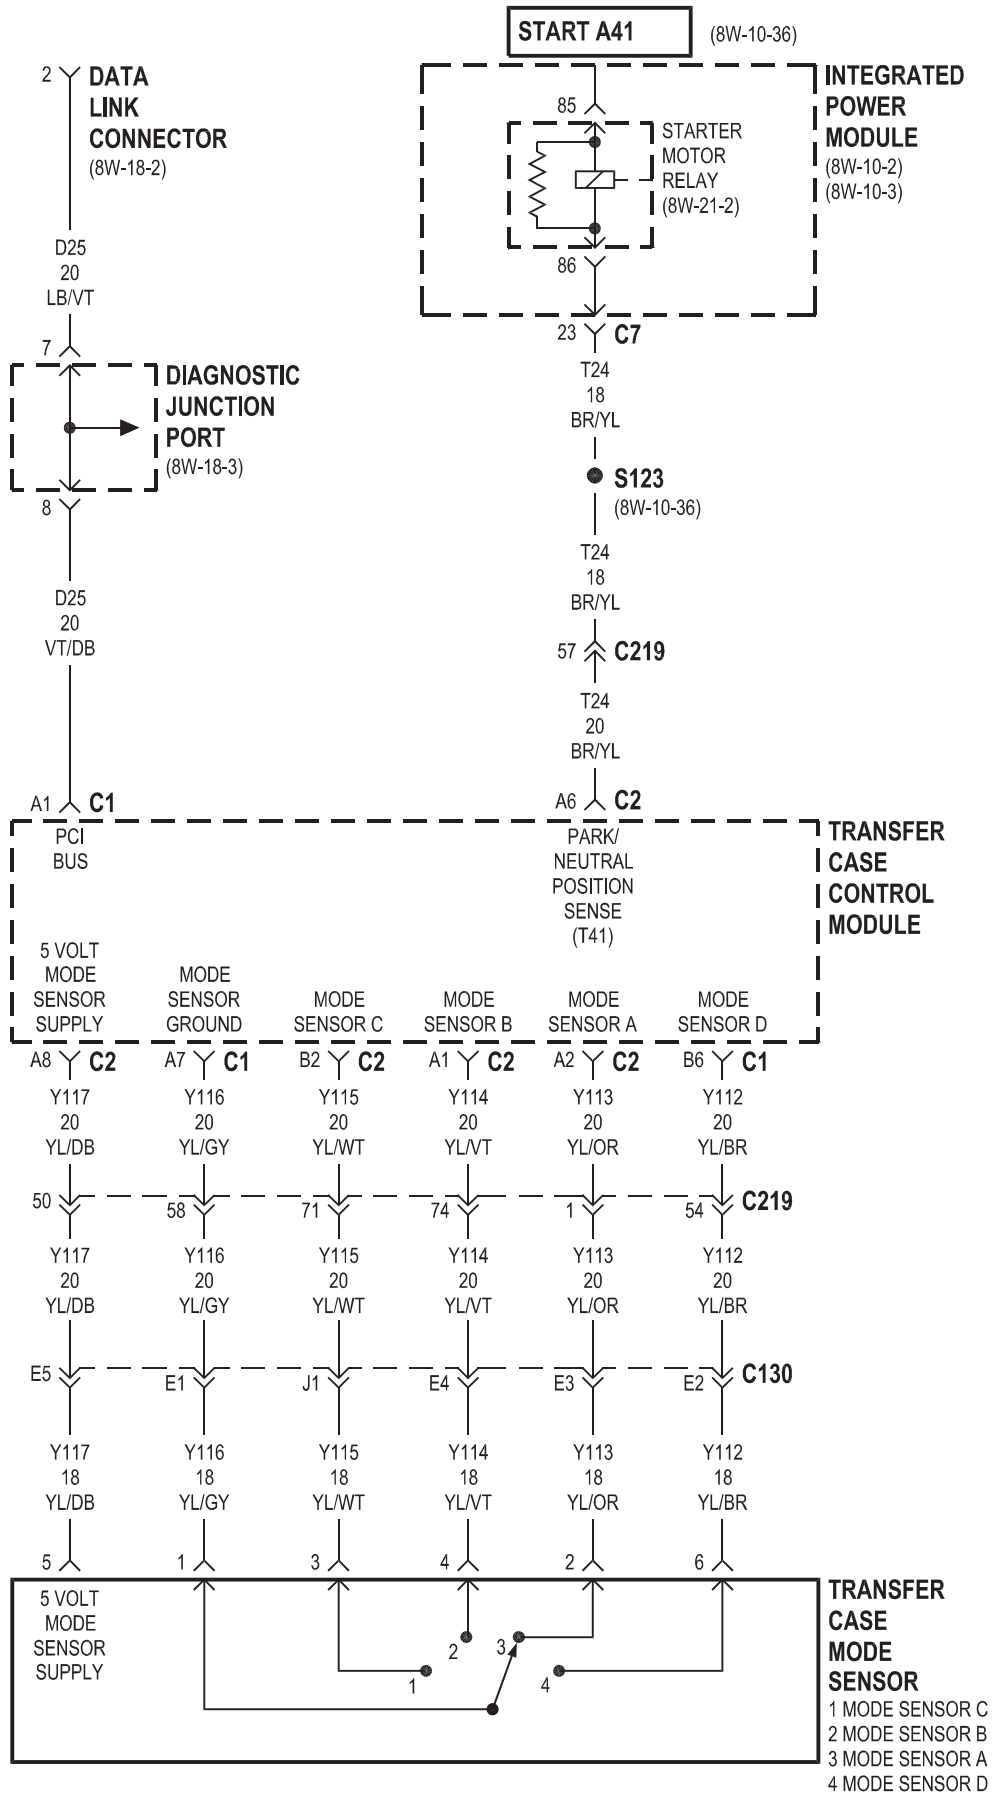 START A41
(8W-10-36)
2
DATA
LINK
CONNECTOR
(8W-18-2)
INTEGRATED
POWER
MODULE
(8W-10-2)
(8W-10-3)
85
STARTER
MOTOR
RELAY
(8W-21-2)
86
D25
20
LB/VT
23
C7
7
DIAGNOSTIC
JUNCTION
PORT
(8W-18-3)
T24
18
BR/YL
S123
(8W-10-36)
8
T24
18
BR/YL
D25
20
VT/DB
57
C219
T24
20
BR/YL
A1
C1
A6
C2
PCI
BUS
PARK/
NEUTRAL
POSITION
SENSE
(T41)
TRANSFER
CASE
CONTROL
MODULE
5 VOLT
MODE
SENSOR
SUPPLY
MODE
SENSOR
GROUND
MODE
SENSOR C
MODE
SENSOR B
MODE
SENSOR A
MODE
SENSOR D
A8 C2 A7 C1 B2 C2 A1 C2 A2 C2 B6 C1
Y117 Y116 Y115 Y114 Y113 Y112
20 20 20 20 20 20
YL/DB YL/GY YL/WT YL/VT YL/OR YL/BR
50 58 71 74 1 54 C219
Y117 Y116 Y115 Y114 Y113 Y112
20 20 20 20 20 20
YL/DB YL/GY YL/WT YL/VT YL/OR YL/BR
E5 E1 J1 E4 E3 E2 C130
Y117 Y116 Y115 Y114 Y113 Y112
18 18 18 18 18 18
YL/DB YL/GY YL/WT YL/VT YL/OR YL/BR
5 1 3 4 2 6
5 VOLT
MODE
SENSOR
SUPPLY
1
2
3
4
TRANSFER
CASE
MODE
SENSOR
1 MODE SENSOR C
2 MODE SENSOR B
3 MODE SENSOR A
4 MODE SENSOR D